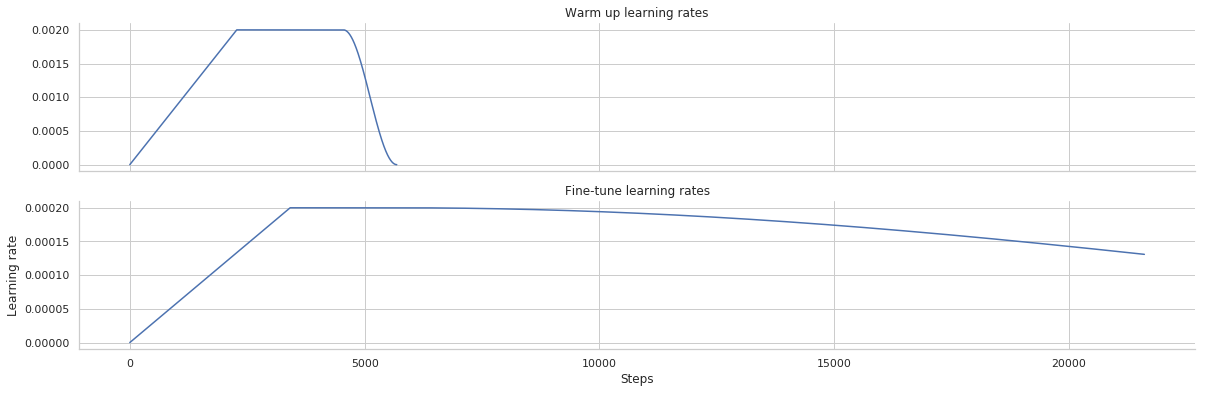 Warm up learning rates
0.0020
0.0015
0.0010
0.0005
0.0000
Fine-tune learning rates
0.00020
0.00015
0.00010
0.00005
0.00000
Learning rate
0 5000 10000 15000 20000
Steps